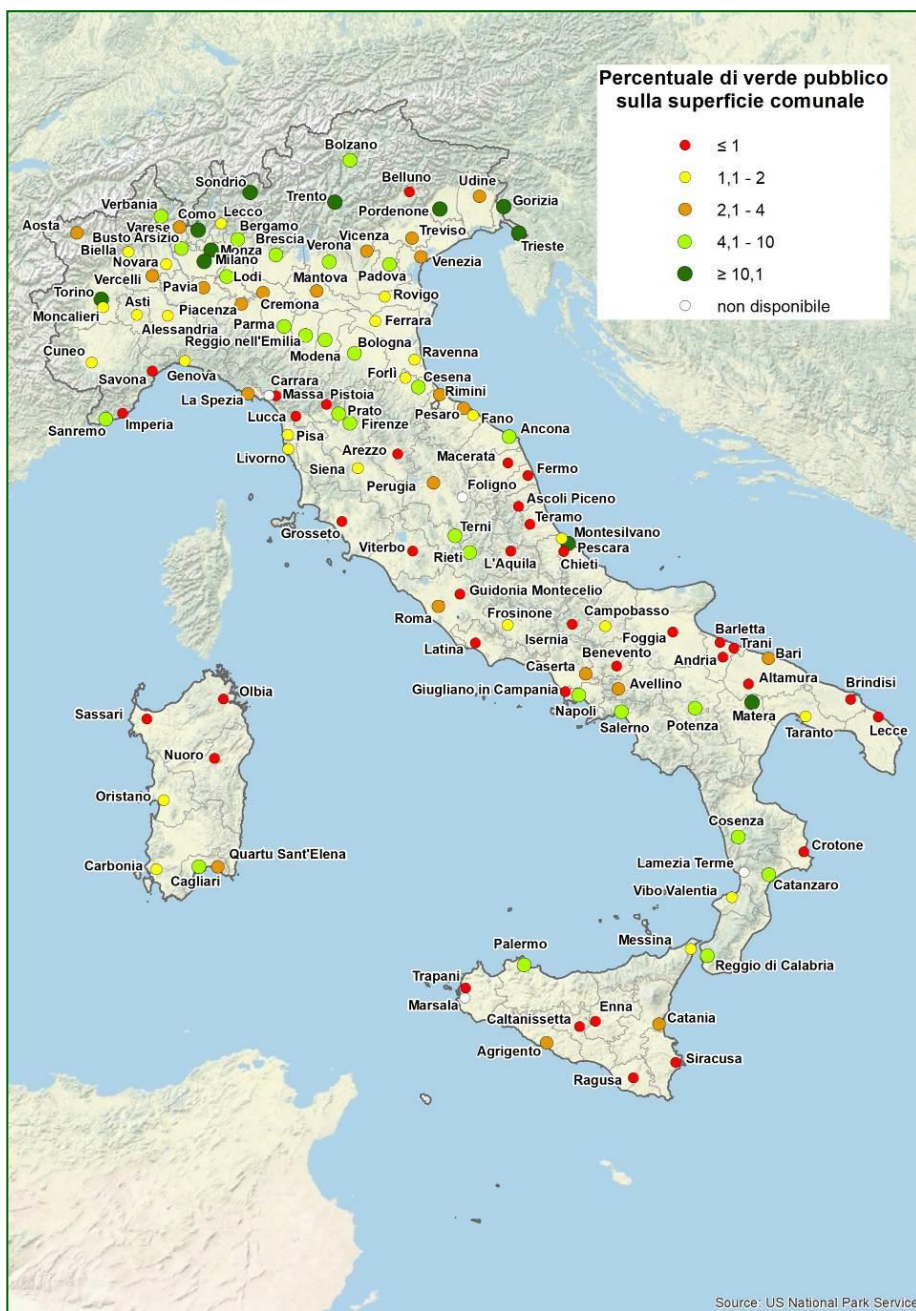 Percentuale di verde pubblico
sulla superficie comunale
≤ 1
1,1 - 2
2,1 - 4
4,1 - 10
≥ 10,1
non disponibile
Bolzano
Sondrio
Belluno
Udine
Trento
Pordenone
Gorizia
Verbania
Como
Lecco
Aosta
Varese
Bergamo
Treviso
Trieste
Busto Arsizio
Brescia
Verona
Vicenza
Biella
Monza
Novara
Milano
Venezia
Vercelli
Lodi
Mantova
Padova
Torino
Pavia
Asti
Piacenza
Cremona
Rovigo
Moncalieri
Alessandria
Parma
Ferrara
Reggio nell'Emilia
Bologna
Cuneo
Modena
Ravenna
Savona
Genova
Forlì
Cesena
Carrara
La Spezia
Massa
Pistoia
Rimini
Imperia
Lucca
Prato
Pesaro
Fano
Sanremo
Firenze
Ancona
Pisa
Livorno
Arezzo
Macerata
Siena
Fermo
Perugia
Foligno
Ascoli Piceno
Teramo
Grosseto
Terni
Montesilvano
Viterbo
Rieti
L'Aquila
Pescara
Chieti
Guidonia Montecelio
Roma
Frosinone
Campobasso
Latina
Isernia
Foggia
Barletta
Benevento
Trani
Caserta
Andria
Bari
Giugliano in Campania
Avellino
Altamura
Brindisi
Olbia
Napoli
Potenza
Matera
Sassari
Salerno
Taranto
Lecce
Nuoro
Oristano
Cosenza
Crotone
Carbonia
Quartu Sant'Elena
Lamezia Terme
Cagliari
Catanzaro
Vibo Valentia
Messina
Palermo
Reggio di Calabria
Trapani
Marsala
Enna
Caltanissetta
Catania
Agrigento
Siracusa
Ragusa
Source: US National Park Service